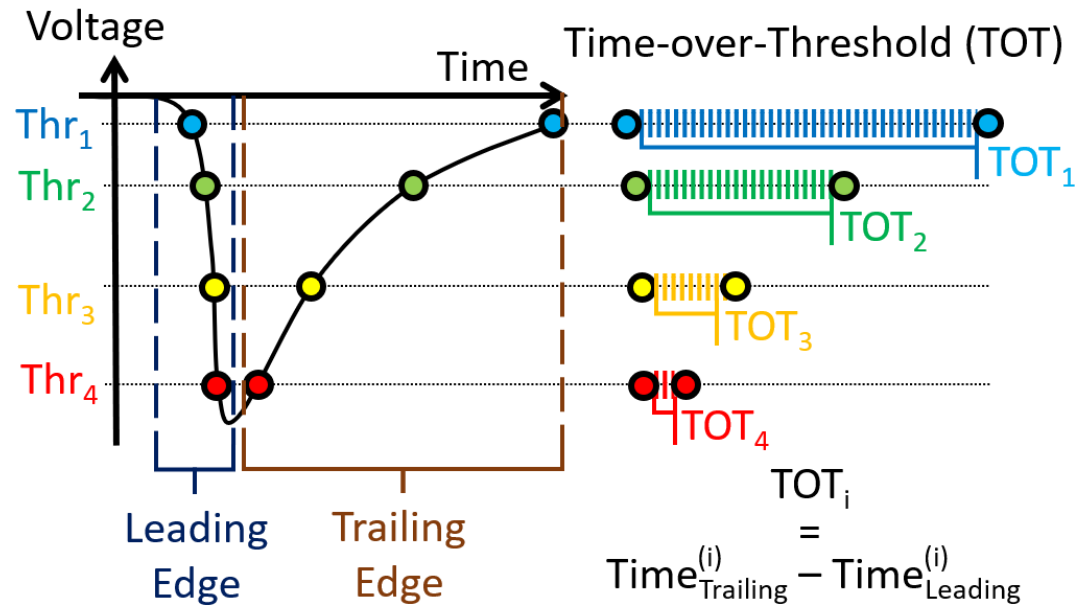 Voltage
Time
Time-over-Threshold (TOT)
Thr₁
TOT₁
Thr₂
TOT₂
Thr₃
TOT₃
Thr₄
TOT₄
Leading
Edge
Trailing
Edge
TOTᵢ
=
Time⁽ⁱ⁾Trailing – Time⁽ⁱ⁾Leading